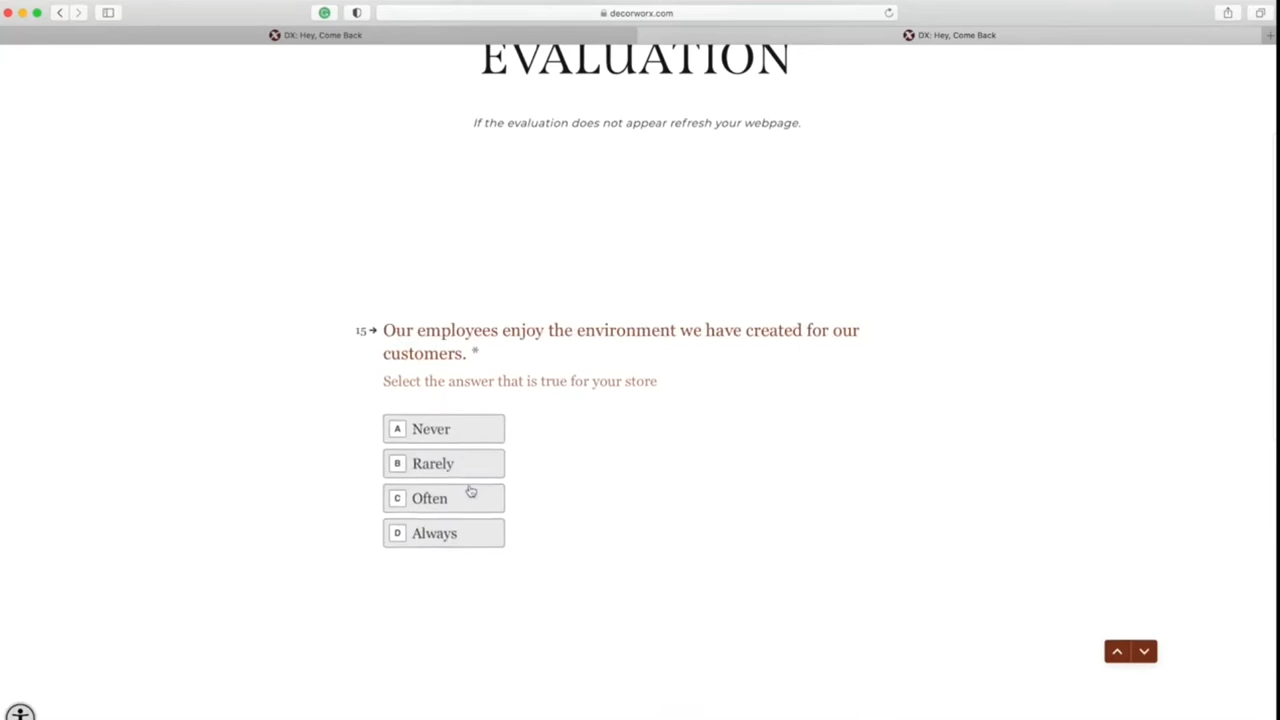 decorworx.com
DX: Hey, Come Back
DX: Hey, Come Back
EVALUATION
If the evaluation does not appear refresh your webpage.
15 Our employees enjoy the environment we have created for our
customers. *
Select the answer that is true for your store
A Never
B Rarely
C Often
D Always